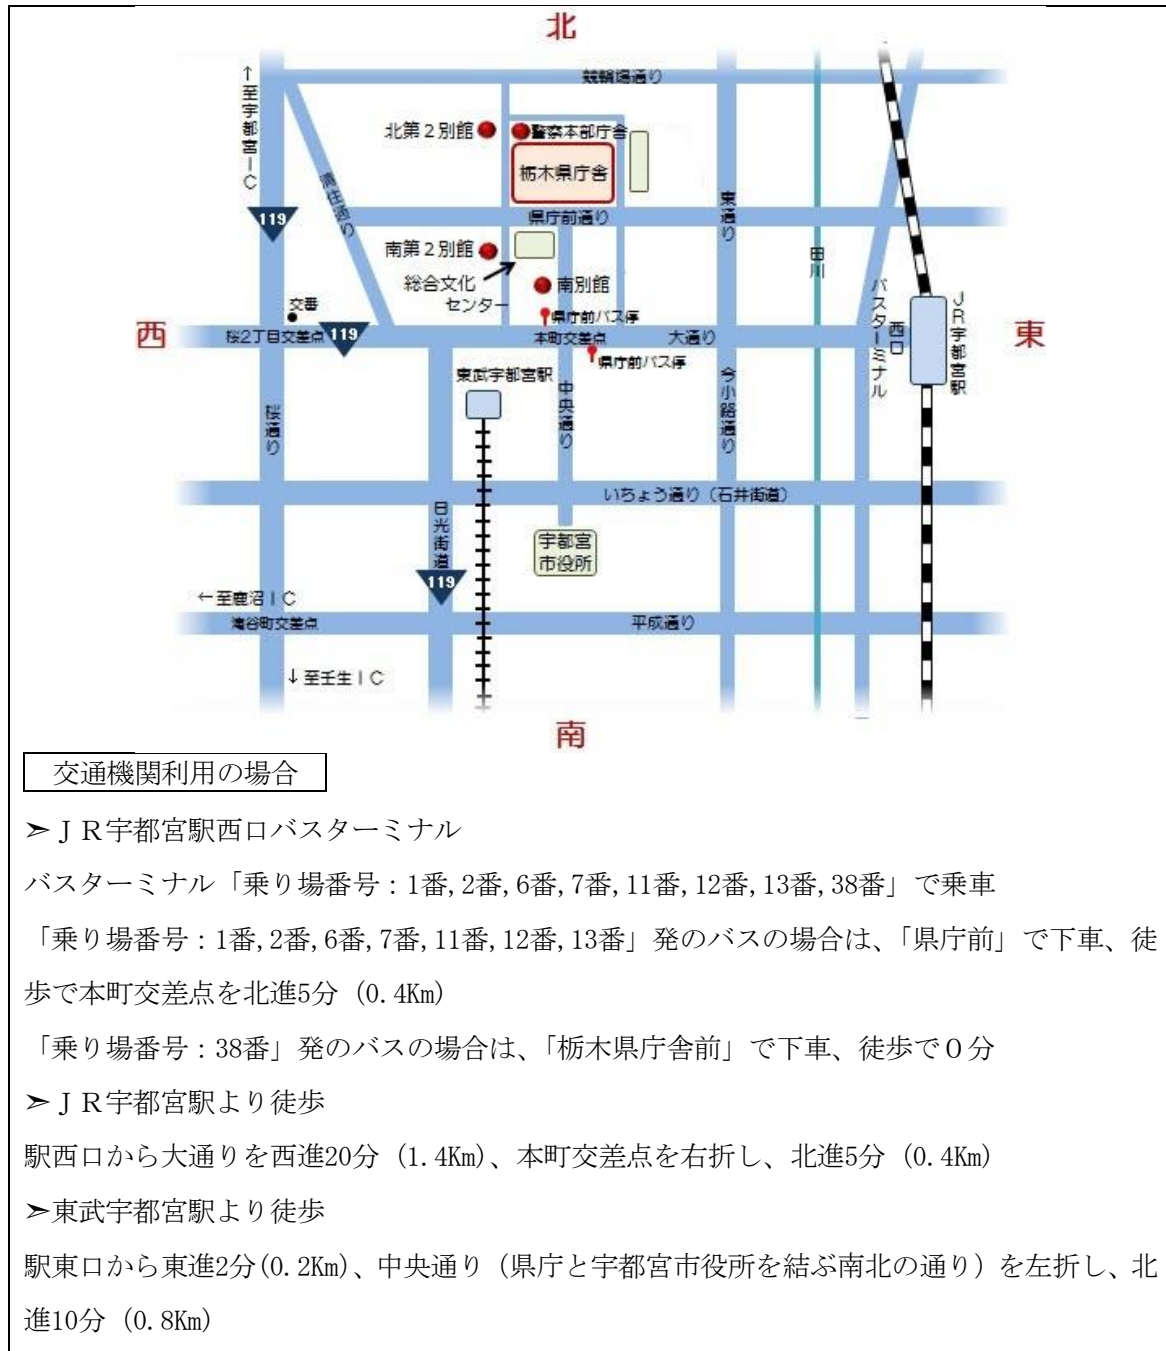 北
競輪場通り
↑至宇都宮IC
北第２別館
警察本部庁舎
栃木県庁舎
清住通り
東通り
119
県庁前通り
南第２別館
田川
総合文化
センター
南別館
交番
県庁前バス停
西
桜2丁目交差点
119
本町交差点
大通り
バスターミナル
西口
JR宇都宮駅
東
県庁前バス停
東武宇都宮駅
中央通り
今小路通り
桜通り
いちょう通り（石井街道）
日光街道
宇都宮
市役所
119
←至鹿沼ＩＣ
滝谷町交差点
平成通り
↓至壬生ＩＣ
南
交通機関利用の場合
➣ＪＲ宇都宮駅西口バスターミナル
バスターミナル「乗り場番号：1番,2番,6番,7番,11番,12番,13番,38番」で乗車
「乗り場番号：1番,2番,6番,7番,11番,12番,13番」発のバスの場合は、「県庁前」で下車、徒
歩で本町交差点を北進5分（0.4Km）
「乗り場番号：38番」発のバスの場合は、「栃木県庁舎前」で下車、徒歩で０分
➣ＪＲ宇都宮駅より徒歩
駅西口から大通りを西進20分（1.4Km）、本町交差点を右折し、北進5分（0.4Km）
➣東武宇都宮駅より徒歩
駅東口から東進2分(0.2Km)、中央通り（県庁と宇都宮市役所を結ぶ南北の通り）を左折し、北
進10分（0.8Km）